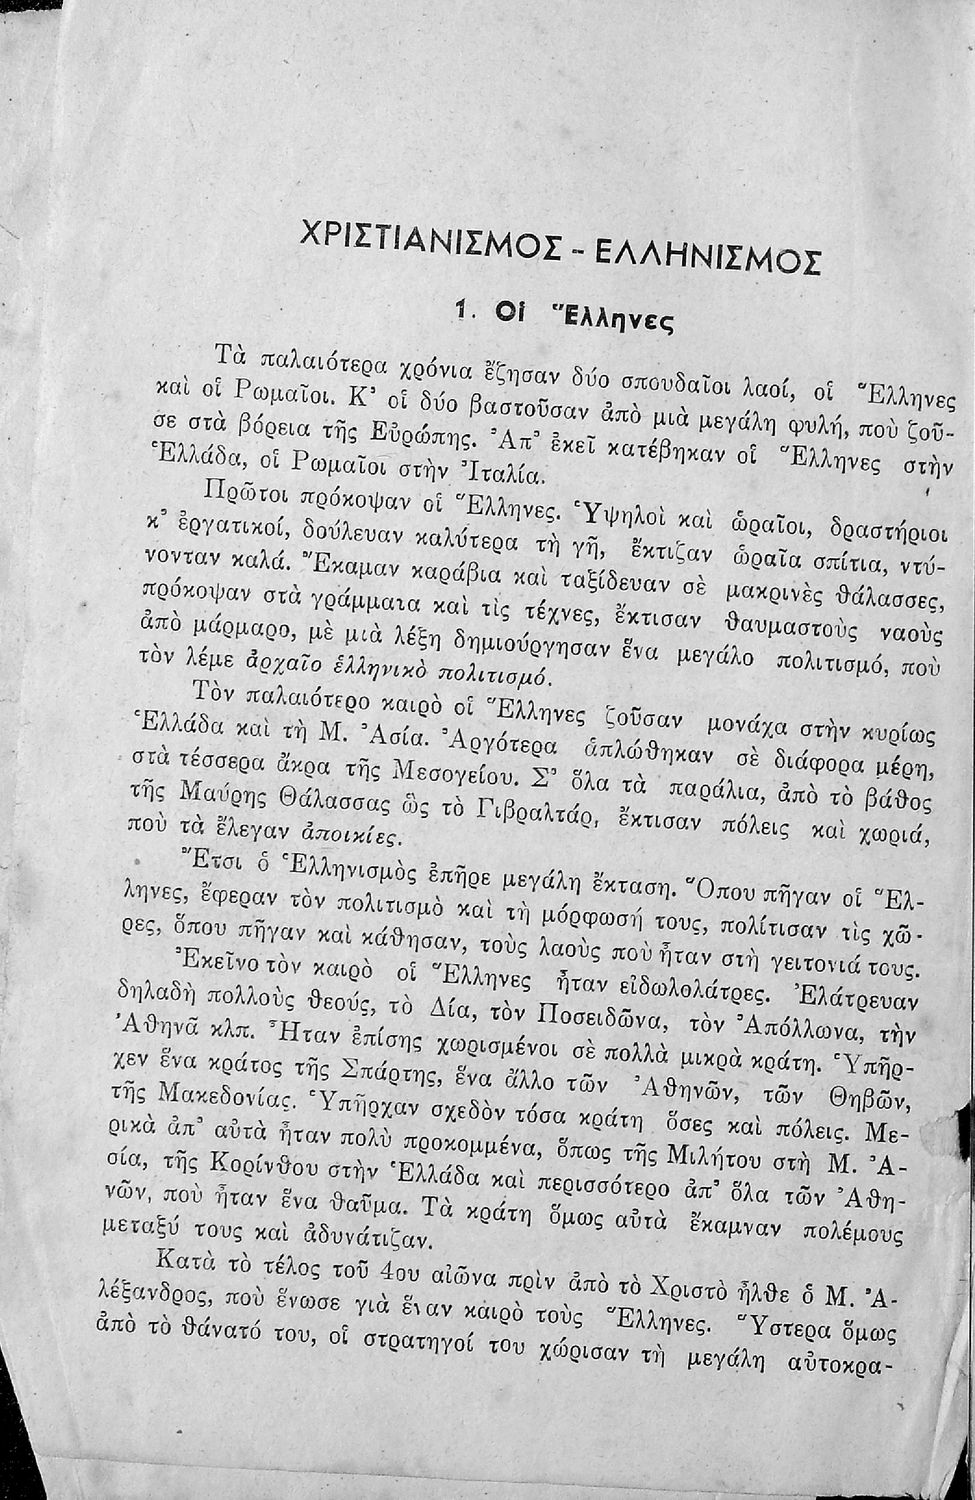 ΧΡΙΣΤΙΑΝΙΣΜΟΣ - ΕΛΛΗΝΙΣΜΟΣ
1. Οἱ Ἕλληνες
Τὰ παλαιότερα χρόνια ἔζησαν δύο σπουδαῖοι λαοί, οἱ Ἕλληνες
καὶ οἱ Ρωμαῖοι. Κ' οἱ δύο βαστοῦσαν ἀπὸ μιὰ μεγάλη φυλή, ποὺ ζοῦ-
σε στὰ βόρεια τῆς Εὐρώπης. Ἀπ' ἐκεῖ κατέβηκαν οἱ Ἕλληνες στὴν
Ἑλλάδα, οἱ Ρωμαῖοι στὴν Ἰταλία.
Πρῶτοι πρόκοψαν οἱ Ἕλληνες. Ὑψηλοὶ καὶ ὡραῖοι, δραστήριοι
κ' ἐργατικοί, δούλευαν καλύτερα τὴ γῆ, ἔκτιζαν ὡραῖα σπίτια, ντύ-
νονταν καλά. Ἔκαμαν καράβια καὶ ταξίδευαν σὲ μακρινὲς θάλασσες,
πρόκοψαν στὰ γράμματα καὶ τὶς τέχνες, ἔκτισαν θαυμαστοὺς ναοὺς
ἀπὸ μάρμαρο, μὲ μιὰ λέξη δημιούργησαν ἕνα μεγάλο πολιτισμό, ποὺ
τὸν λέμε ἀρχαῖο ἑλληνικὸ πολιτισμό.
Τὸν παλαιότερο καιρὸ οἱ Ἕλληνες ζοῦσαν μονάχα στὴν κυρίως
Ἑλλάδα καὶ τὴ Μ. Ἀσία. Ἀργότερα ἁπλώθηκαν σὲ διάφορα μέρη,
στὰ τέσσερα ἄκρα τῆς Μεσογείου. Σ' ὅλα τὰ παράλια, ἀπὸ τὸ βάθος
τῆς Μαύρης Θάλασσας ὣς τὸ Γιβραλτάρ, ἔκτισαν πόλεις καὶ χωριά,
ποὺ τὰ ἔλεγαν ἀποικίες.
Ἔτσι ὁ Ἑλληνισμὸς ἐπῆρε μεγάλη ἔκταση. Ὅπου πῆγαν οἱ Ἕλ-
ληνες, ἔφεραν τὸν πολιτισμὸ καὶ τὴ μόρφωσή τους, πολίτισαν τὶς χῶ-
ρες, ὅπου πῆγαν καὶ κάθησαν, τοὺς λαοὺς ποὺ ἦταν στὴ γειτονιά τους.
Ἐκεῖνο τὸν καιρὸ οἱ Ἕλληνες ἦταν εἰδωλολάτρες. Ἐλάτρευαν
δηλαδὴ πολλοὺς θεούς, τὸ Δία, τὸν Ποσειδῶνα, τὸν Ἀπόλλωνα, τὴν
Ἀθηνᾶ κλπ. Ἦταν ἐπίσης χωρισμένοι σὲ πολλὰ μικρὰ κράτη. Ὑπῆρ-
χεν ἕνα κράτος τῆς Σπάρτης, ἕνα ἄλλο τῶν Ἀθηνῶν, τῶν Θηβῶν,
τῆς Μακεδονίας. Ὑπῆρχαν σχεδὸν τόσα κράτη ὅσες καὶ πόλεις. Με-
ρικὰ ἀπ' αὐτὰ ἦταν πολὺ προκομμένα, ὅπως τῆς Μιλήτου στὴ Μ. Ἀ-
σία, τῆς Κορίνθου στὴν Ἑλλάδα καὶ περισσότερο ἀπ' ὅλα τῶν Ἀθη-
νῶν, ποὺ ἦταν ἕνα θαῦμα. Τὰ κράτη ὅμως αὐτὰ ἔκαμναν πολέμους
μεταξύ τους καὶ ἀδυνάτιζαν.
Κατὰ τὸ τέλος τοῦ 4ου αἰῶνα πρὶν ἀπὸ τὸ Χριστὸ ἦλθε ὁ Μ. Ἀ-
λέξανδρος, ποὺ ἕνωσε γιὰ ἕναν καιρὸ τοὺς Ἕλληνες. Ὕστερα ὅμως
ἀπὸ τὸ θάνατό του, οἱ στρατηγοί του χώρισαν τὴ μεγάλη αὐτοκρα-